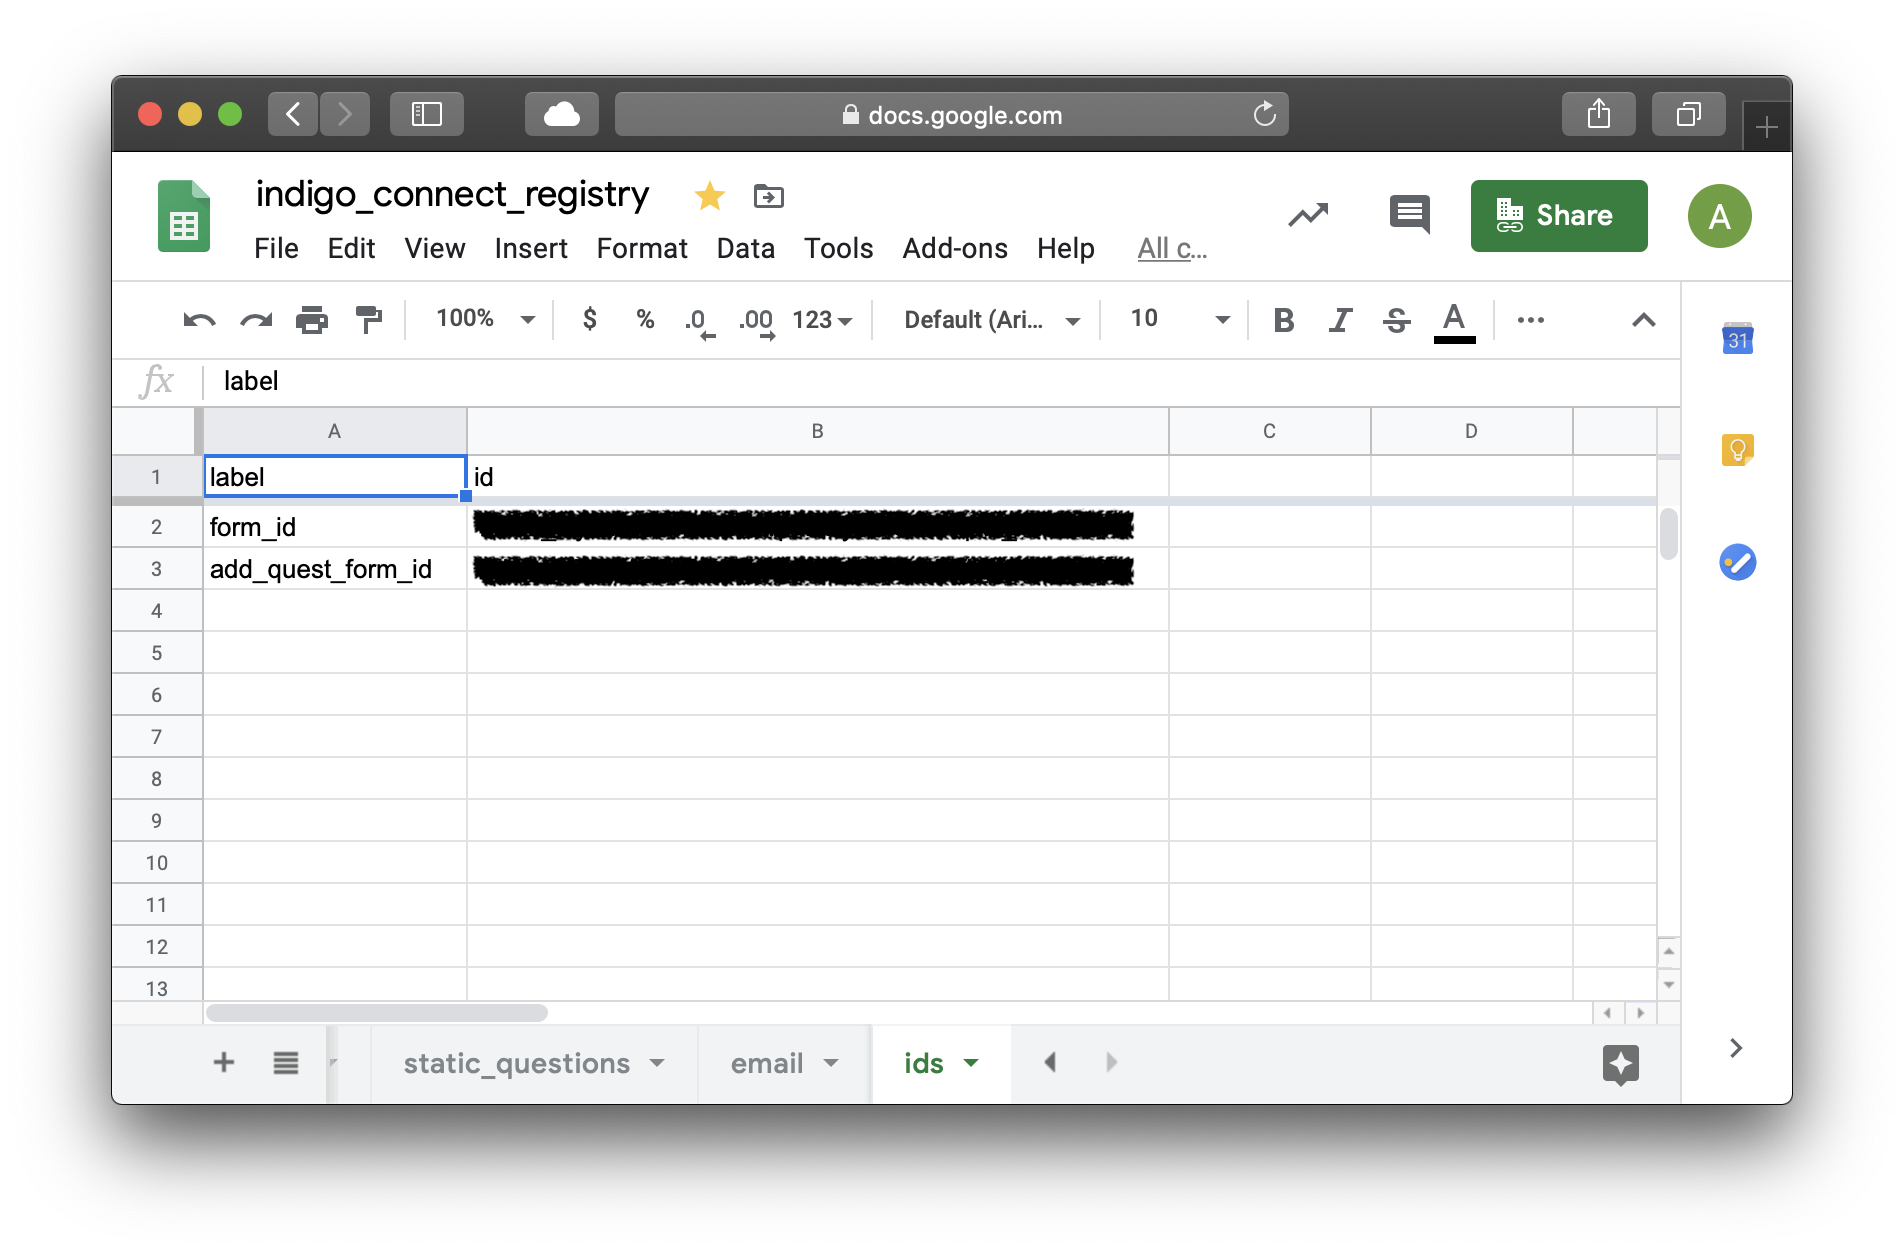 docs.google.com
indigo_connect_registry
File Edit View Insert Format Data Tools Add-ons Help All c...
Share
A
100% $ % .0 .00 123 Default (Ari... 10 B I S A
31
fx label
A B C D
1 label id
2 form_id
3 add_quest_form_id
4
5
6
7
8
9
10
11
12
13
static_questions email ids